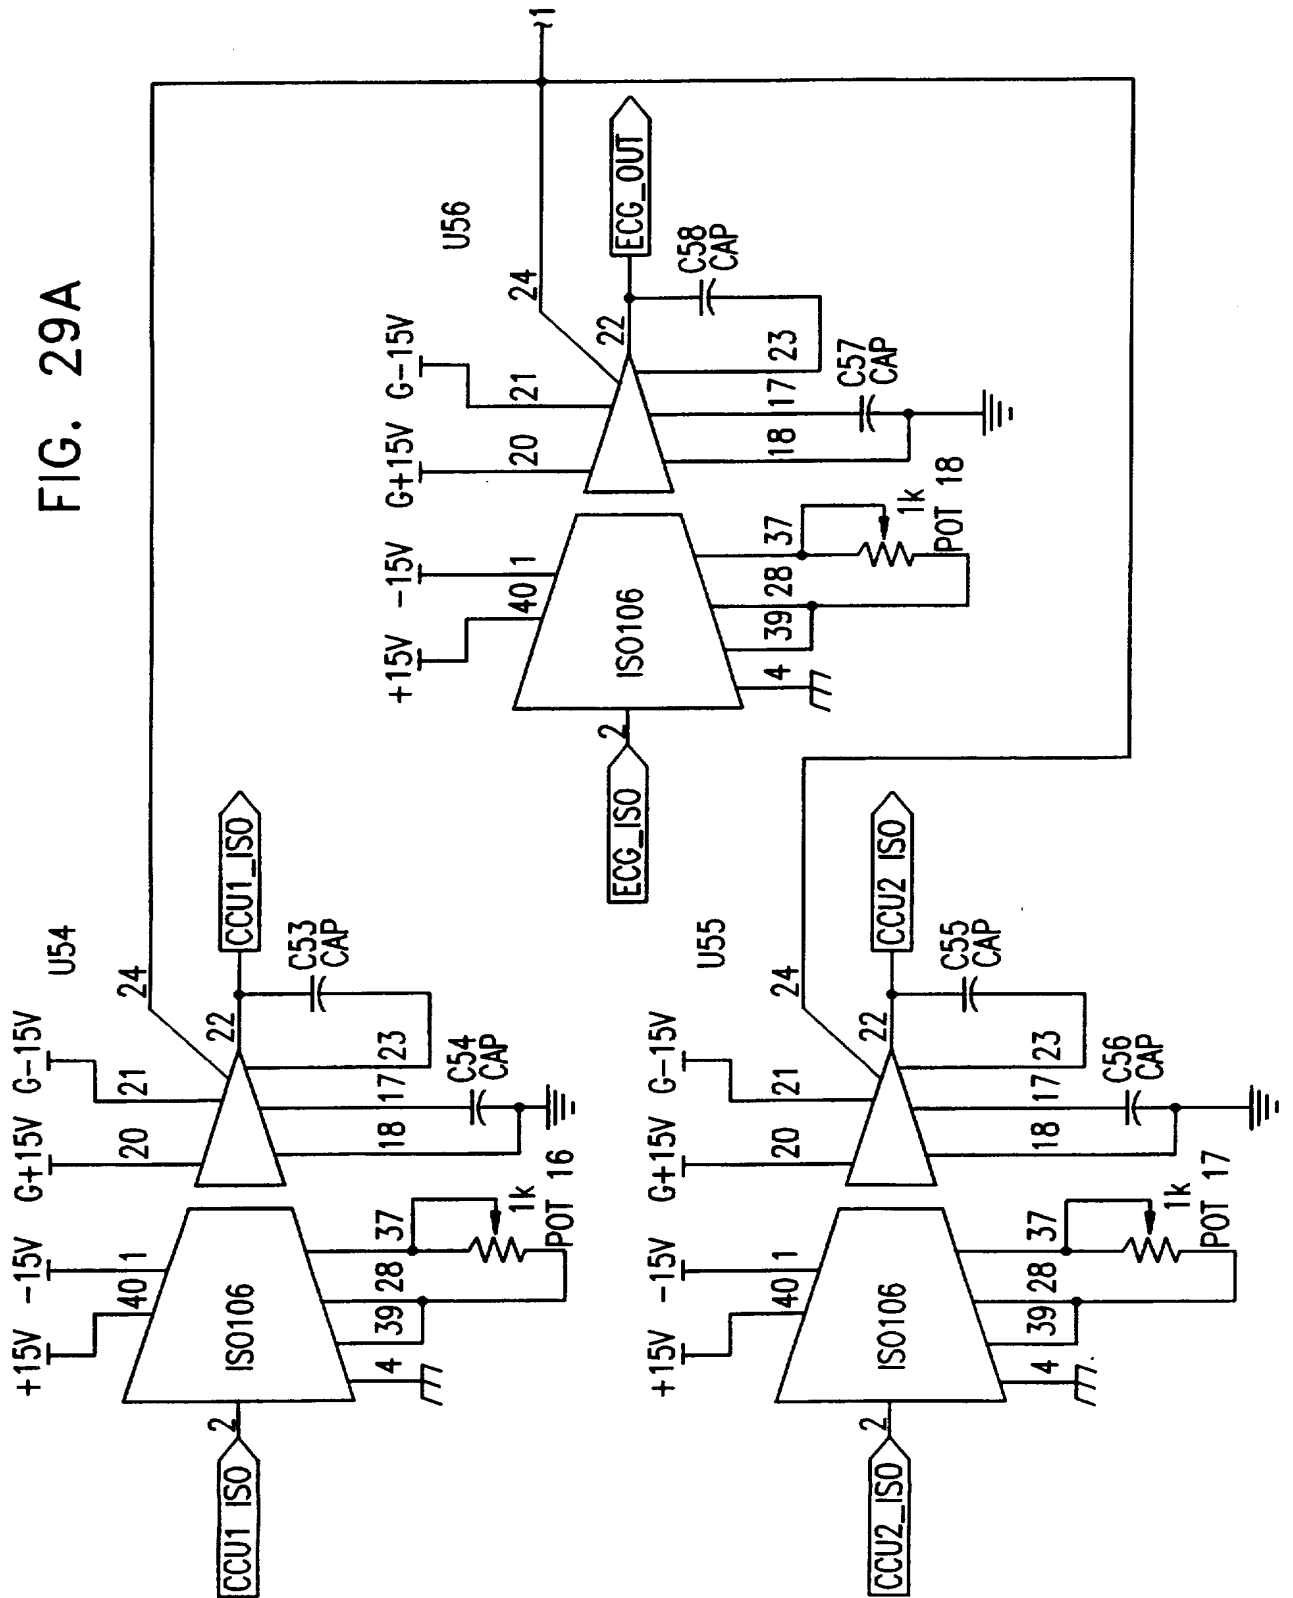 FIG. 29A
~1
U54
+15V
-15V
G+15V
G-15V
40
1
20
21
24
CCU1 ISO
2
ISO106
22
CCU1_ISO
4
39
28
37
18
17
23
1k
POT 16
C54
CAP
C53
CAP
U56
+15V
-15V
G+15V
G-15V
40
1
20
21
24
ECG_ISO
2
ISO106
22
ECG_OUT
4
39
28
37
18
17
23
1k
POT 18
C57
CAP
C58
CAP
U55
+15V
-15V
G+15V
G-15V
40
1
20
21
24
CCU2_ISO
2
ISO106
22
CCU2 ISO
4
39
28
37
18
17
23
1k
POT 17
C56
CAP
C55
CAP